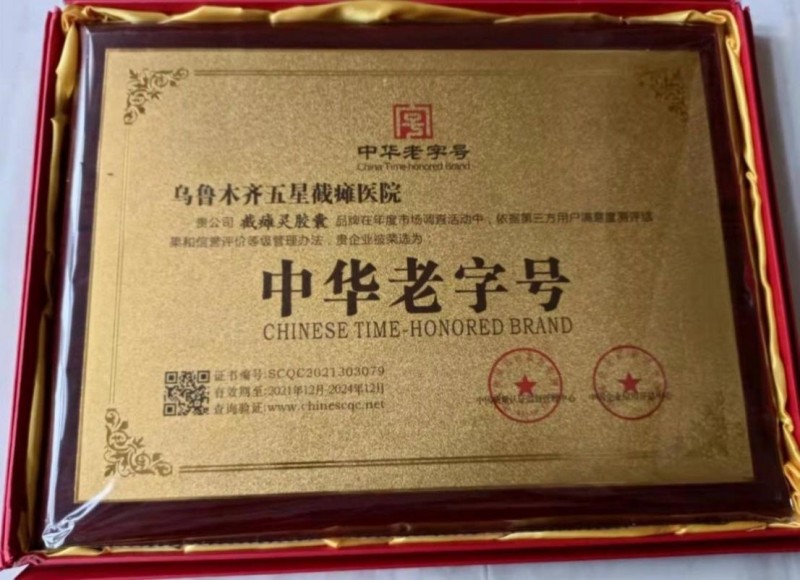 中华老字号
China Time-honored Brand
乌鲁木齐五星截瘫医院
贵公司 截瘫灵胶囊 品牌在年度市场调查活动中,依据第三方用户满意度测评结
果和信誉评价等级管理办法,贵企业被荣选为:
中华老字号
CHINESE TIME-HONORED BRAND
证书编号:SCQC2021303079
有效期至:2021年12月-2024年12月
查询验证:www.chinescqc.net